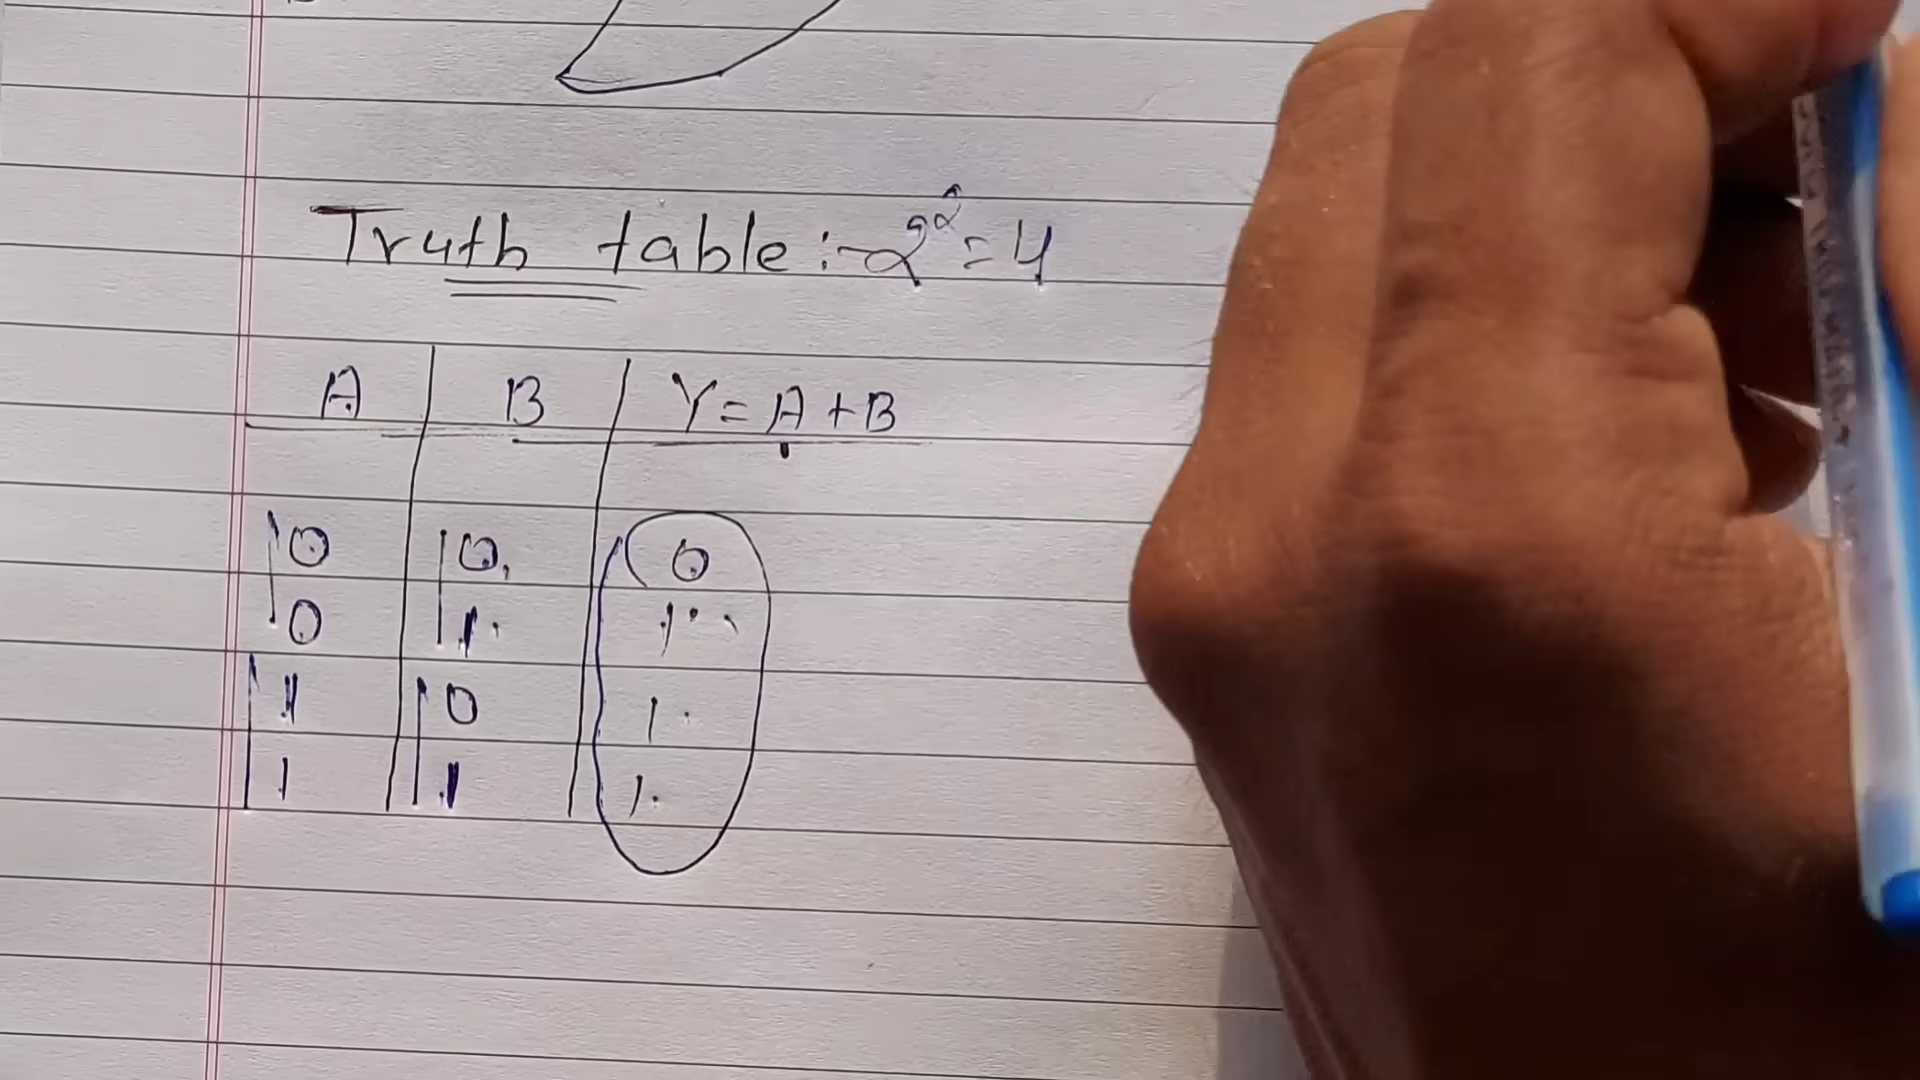 Truth table :- 2² = 4
A B Y = A + B
0 0 0
0 1 1
1 0 1
1 1 1